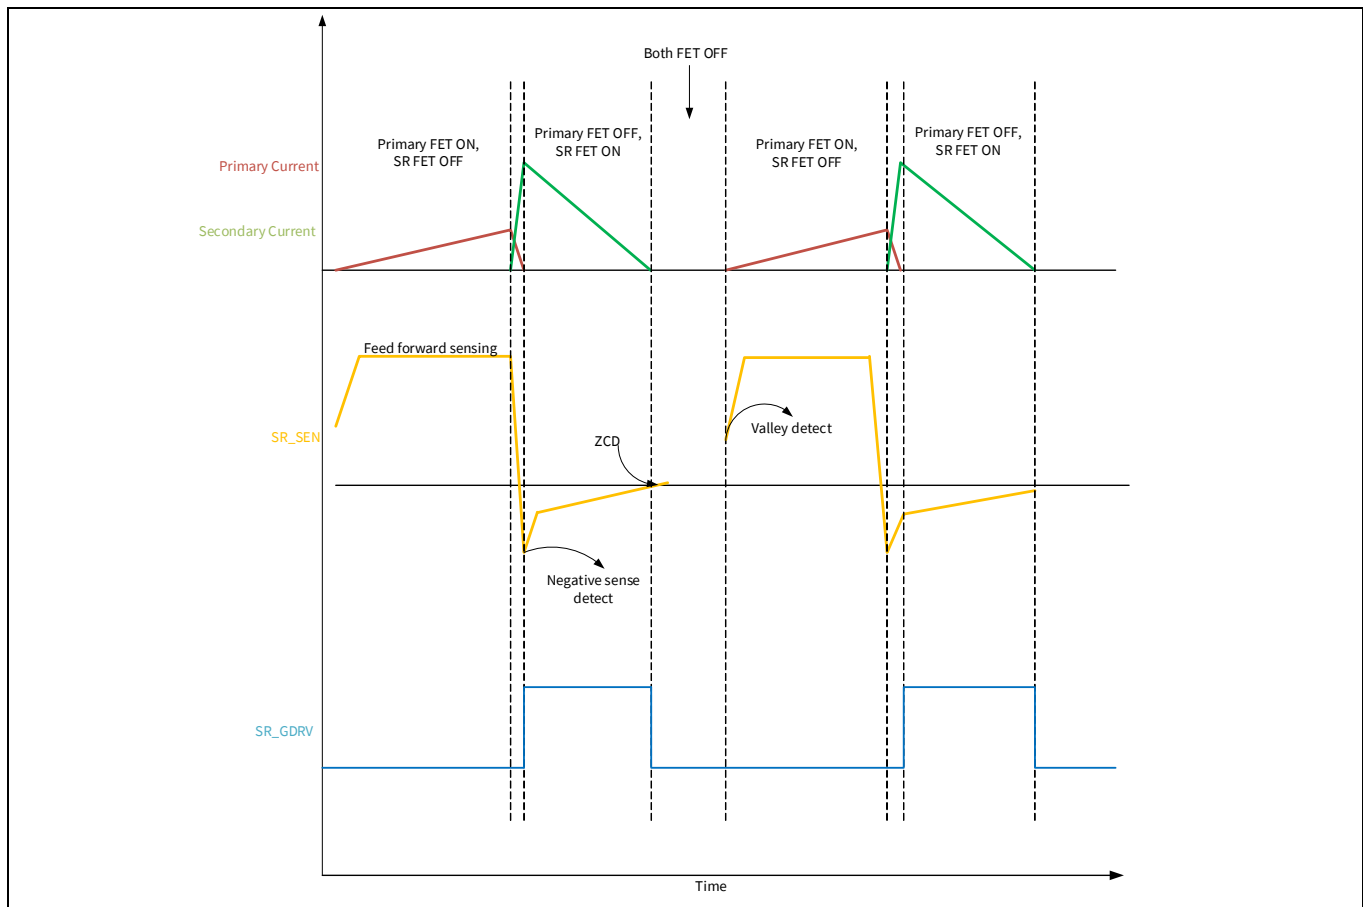 Both FET OFF
Primary FET ON,
SR FET OFF
Primary FET OFF,
SR FET ON
Primary FET ON,
SR FET OFF
Primary FET OFF,
SR FET ON
Primary Current
Secondary Current
Feed forward sensing
SR_SEN
ZCD
Valley detect
Negative sense
detect
SR_GDRV
Time